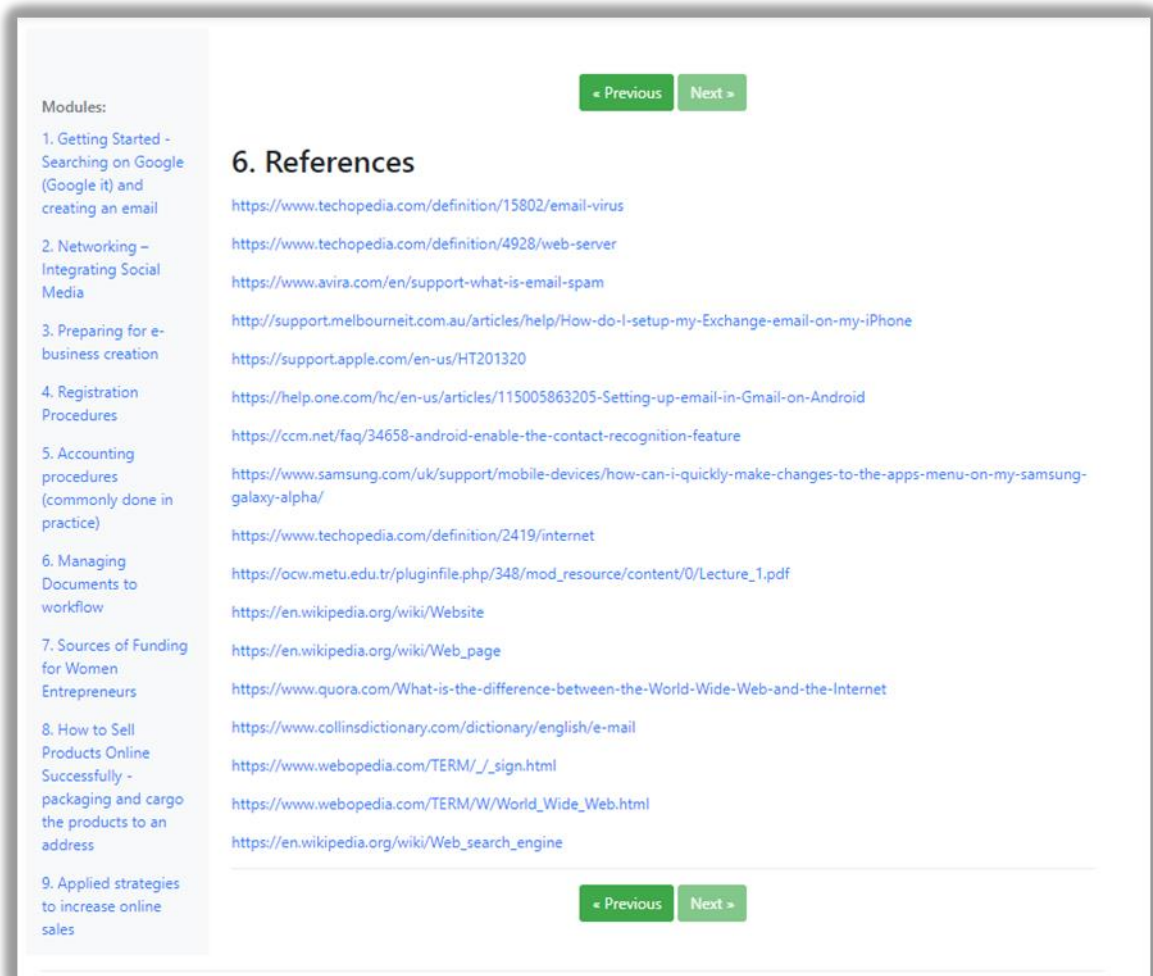 Modules:
1. Getting Started -
Searching on Google
(Google it) and
creating an email
2. Networking –
Integrating Social
Media
3. Preparing for e-
business creation
4. Registration
Procedures
5. Accounting
procedures
(commonly done in
practice)
6. Managing
Documents to
workflow
7. Sources of Funding
for Women
Entrepreneurs
8. How to Sell
Products Online
Successfully -
packaging and cargo
the products to an
address
9. Applied strategies
to increase online
sales
« Previous Next »
6. References
https://www.techopedia.com/definition/15802/email-virus
https://www.techopedia.com/definition/4928/web-server
https://www.avira.com/en/support-what-is-email-spam
http://support.melbourneit.com.au/articles/help/How-do-I-setup-my-Exchange-email-on-my-iPhone
https://support.apple.com/en-us/HT201320
https://help.one.com/hc/en-us/articles/115005863205-Setting-up-email-in-Gmail-on-Android
https://ccm.net/faq/34658-android-enable-the-contact-recognition-feature
https://www.samsung.com/uk/support/mobile-devices/how-can-i-quickly-make-changes-to-the-apps-menu-on-my-samsung-
galaxy-alpha/
https://www.techopedia.com/definition/2419/internet
https://ocw.metu.edu.tr/pluginfile.php/348/mod_resource/content/0/Lecture_1.pdf
https://en.wikipedia.org/wiki/Website
https://en.wikipedia.org/wiki/Web_page
https://www.quora.com/What-is-the-difference-between-the-World-Wide-Web-and-the-Internet
https://www.collinsdictionary.com/dictionary/english/e-mail
https://www.webopedia.com/TERM/_/_sign.html
https://www.webopedia.com/TERM/W/World_Wide_Web.html
https://en.wikipedia.org/wiki/Web_search_engine
« Previous Next »